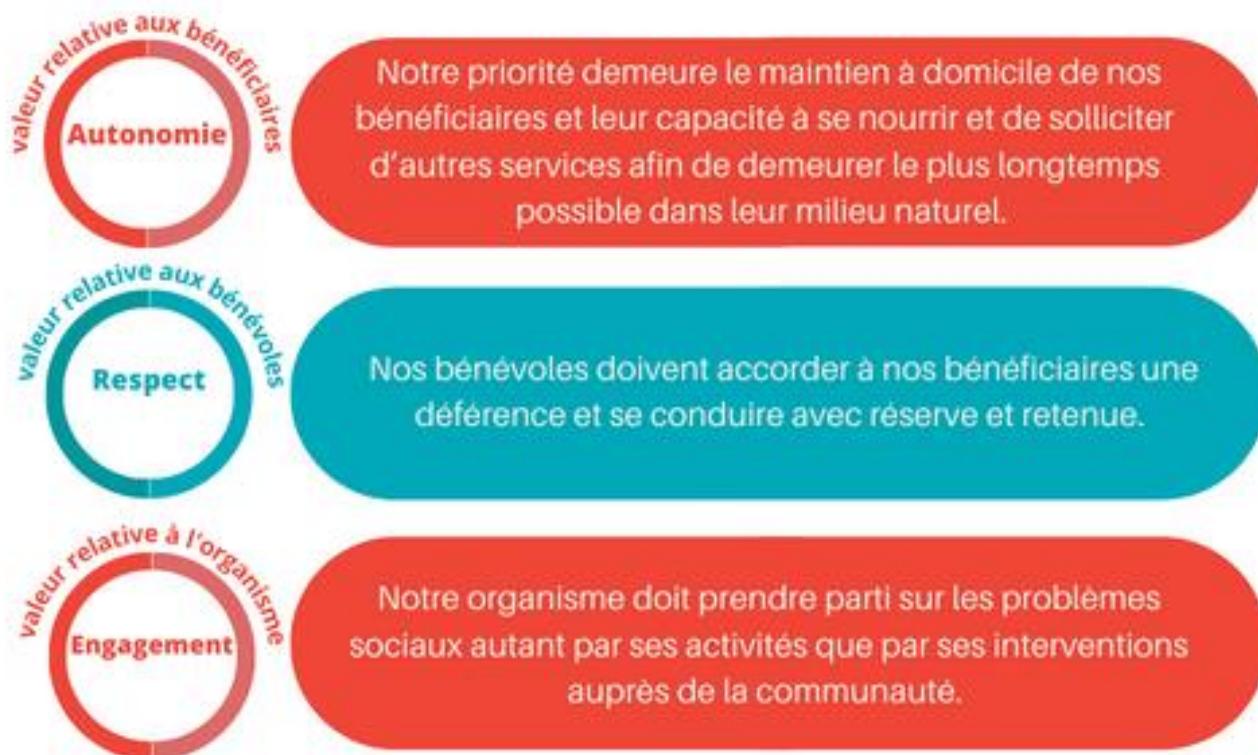 valeur relative aux bénéficiaires
Autonomie
Notre priorité demeure le maintien à domicile de nos
bénéficiaires et leur capacité à se nourrir et de solliciter
d'autres services afin de demeurer le plus longtemps
possible dans leur milieu naturel.
valeur relative aux bénévoles
Respect
Nos bénévoles doivent accorder à nos bénéficiaires une
déférence et se conduire avec réserve et retenue.
valeur relative à l'organisme
Engagement
Notre organisme doit prendre parti sur les problèmes
sociaux autant par ses activités que par ses interventions
auprès de la communauté.